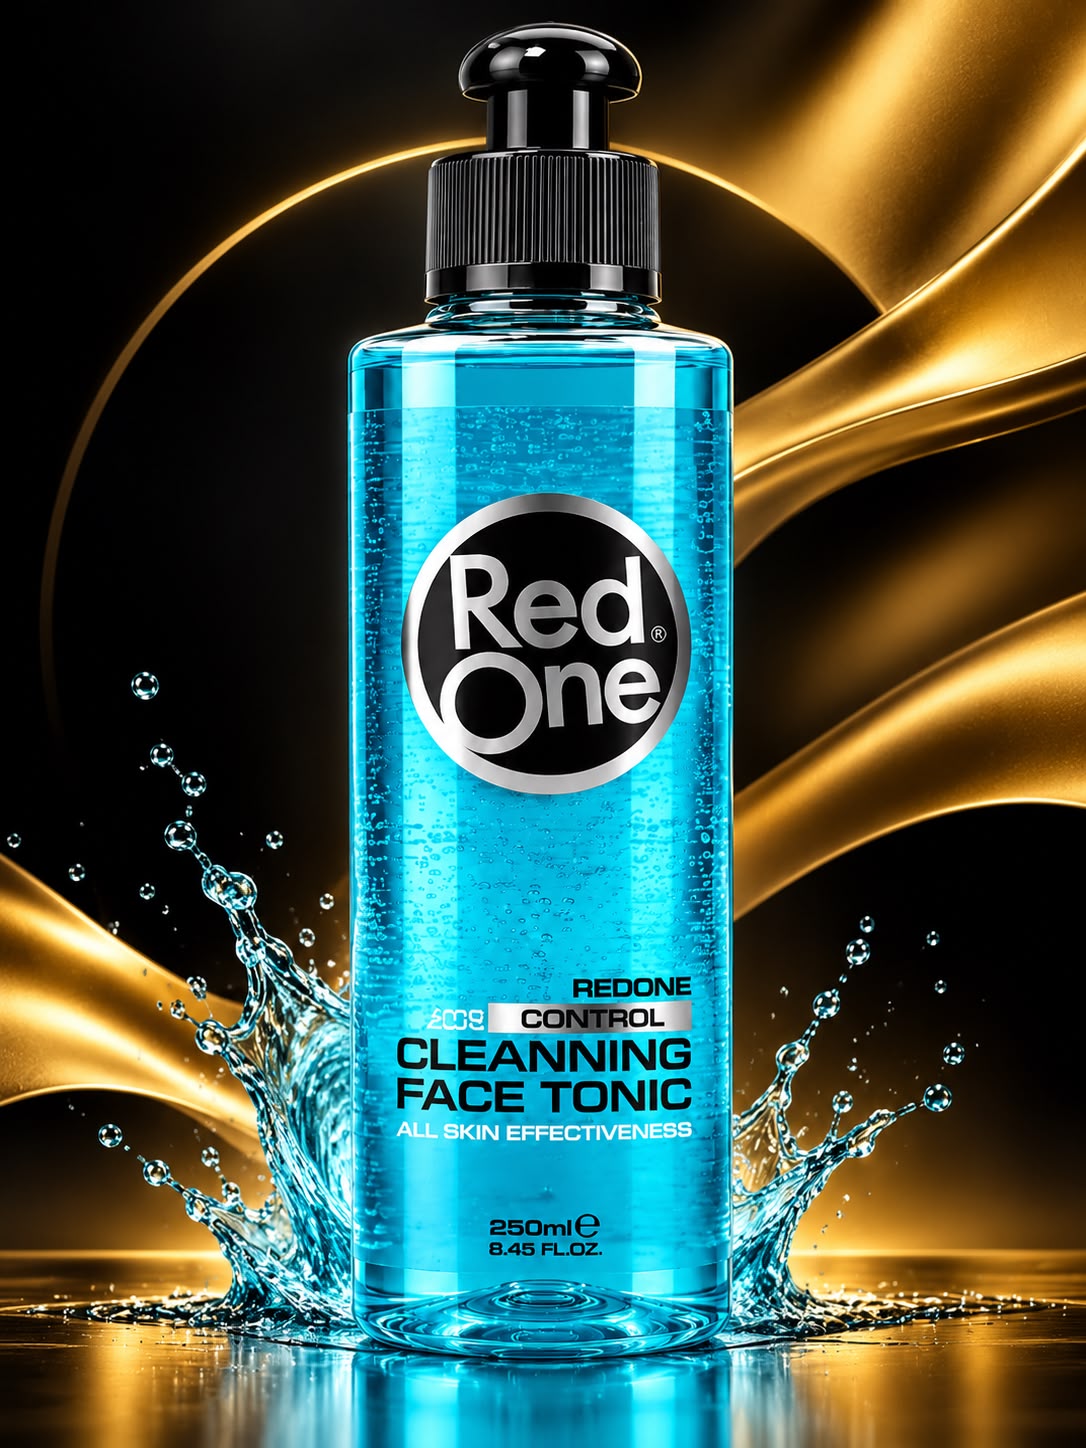 Red
One®
REDONE
CONTROL
CLEANNING
FACE TONIC
ALL SKIN EFFECTIVENESS
250ml ℮
8.45 FL.OZ.